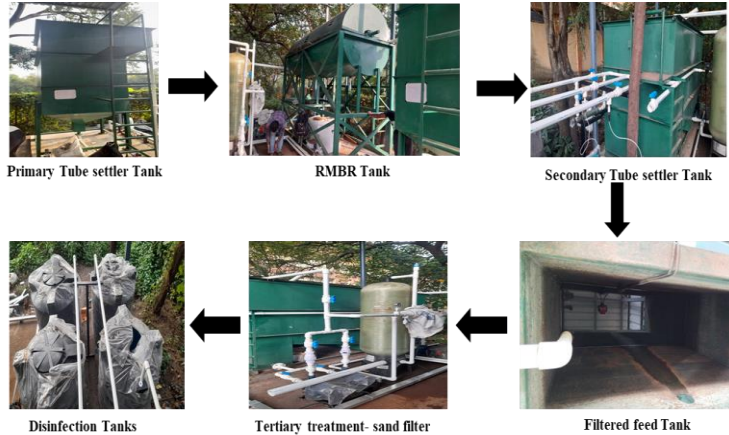 Primary Tube settler Tank
RMBR Tank
Secondary Tube settler Tank
Disinfection Tanks
Tertiary treatment- sand filter
Filtered feed Tank